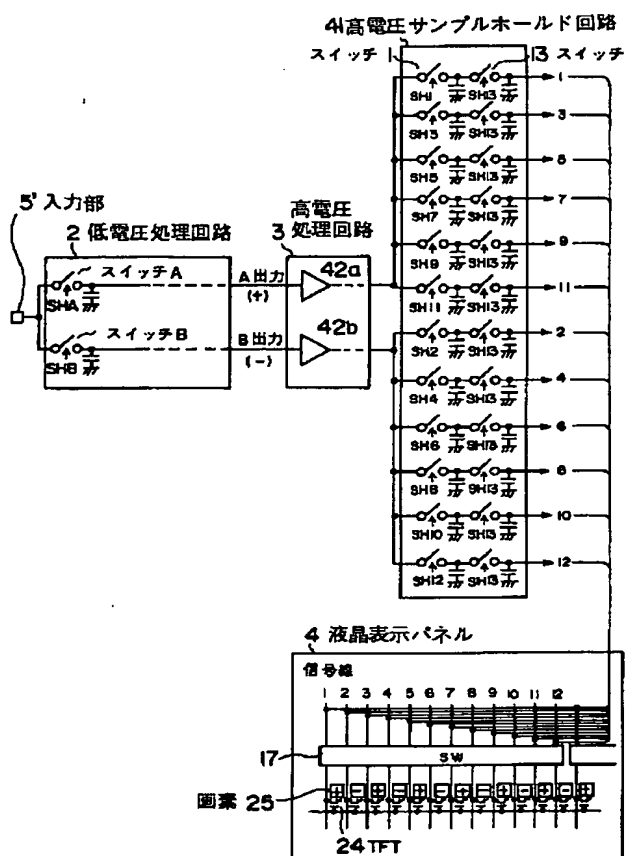 41高電圧サンプルホールド回路
スイッチ 1 13 スイッチ
SH1 SH13 1
SH3 SH13 3
SH5 SH13 5
SH7 SH13 7
SH9 SH13 9
SH11 SH13 11
SH2 SH13 2
SH4 SH13 4
SH6 SH13 6
SH8 SH13 8
SH10 SH13 10
SH12 SH13 12
5' 入力部
2 低電圧処理回路
スイッチA
SHA
スイッチB
SHB
A出力
(+)
B出力
(-)
高電圧
3 処理回路
42a
42b
4 液晶表示パネル
信号線
1 2 3 4 5 6 7 8 9 10 11 12
17 SW
画素 25 + - + - + - + - + - + - +
24 TFT